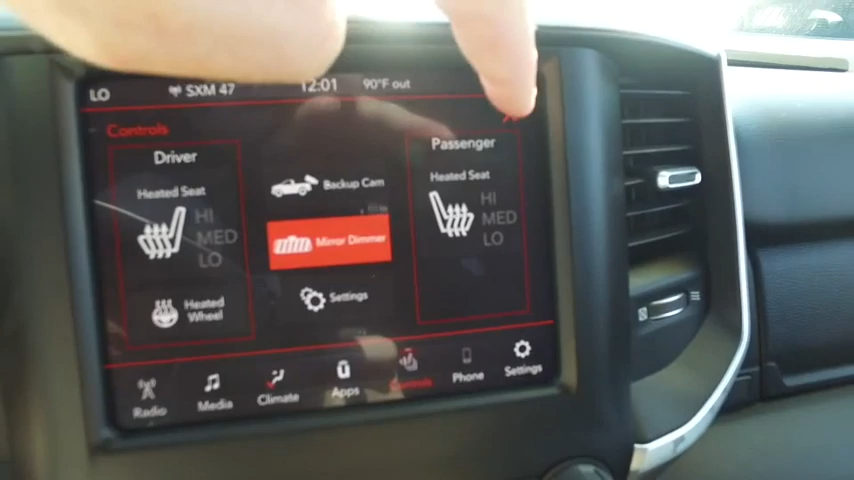 LO SXM 47 12:01 90°F out
Controls
Driver
Heated Seat
HI
MED
LO
Heated
Wheel
Backup Cam
Mirror Dimmer
Settings
Passenger
Heated Seat
HI
MED
LO
Radio Media Climate Apps Controls Phone Settings